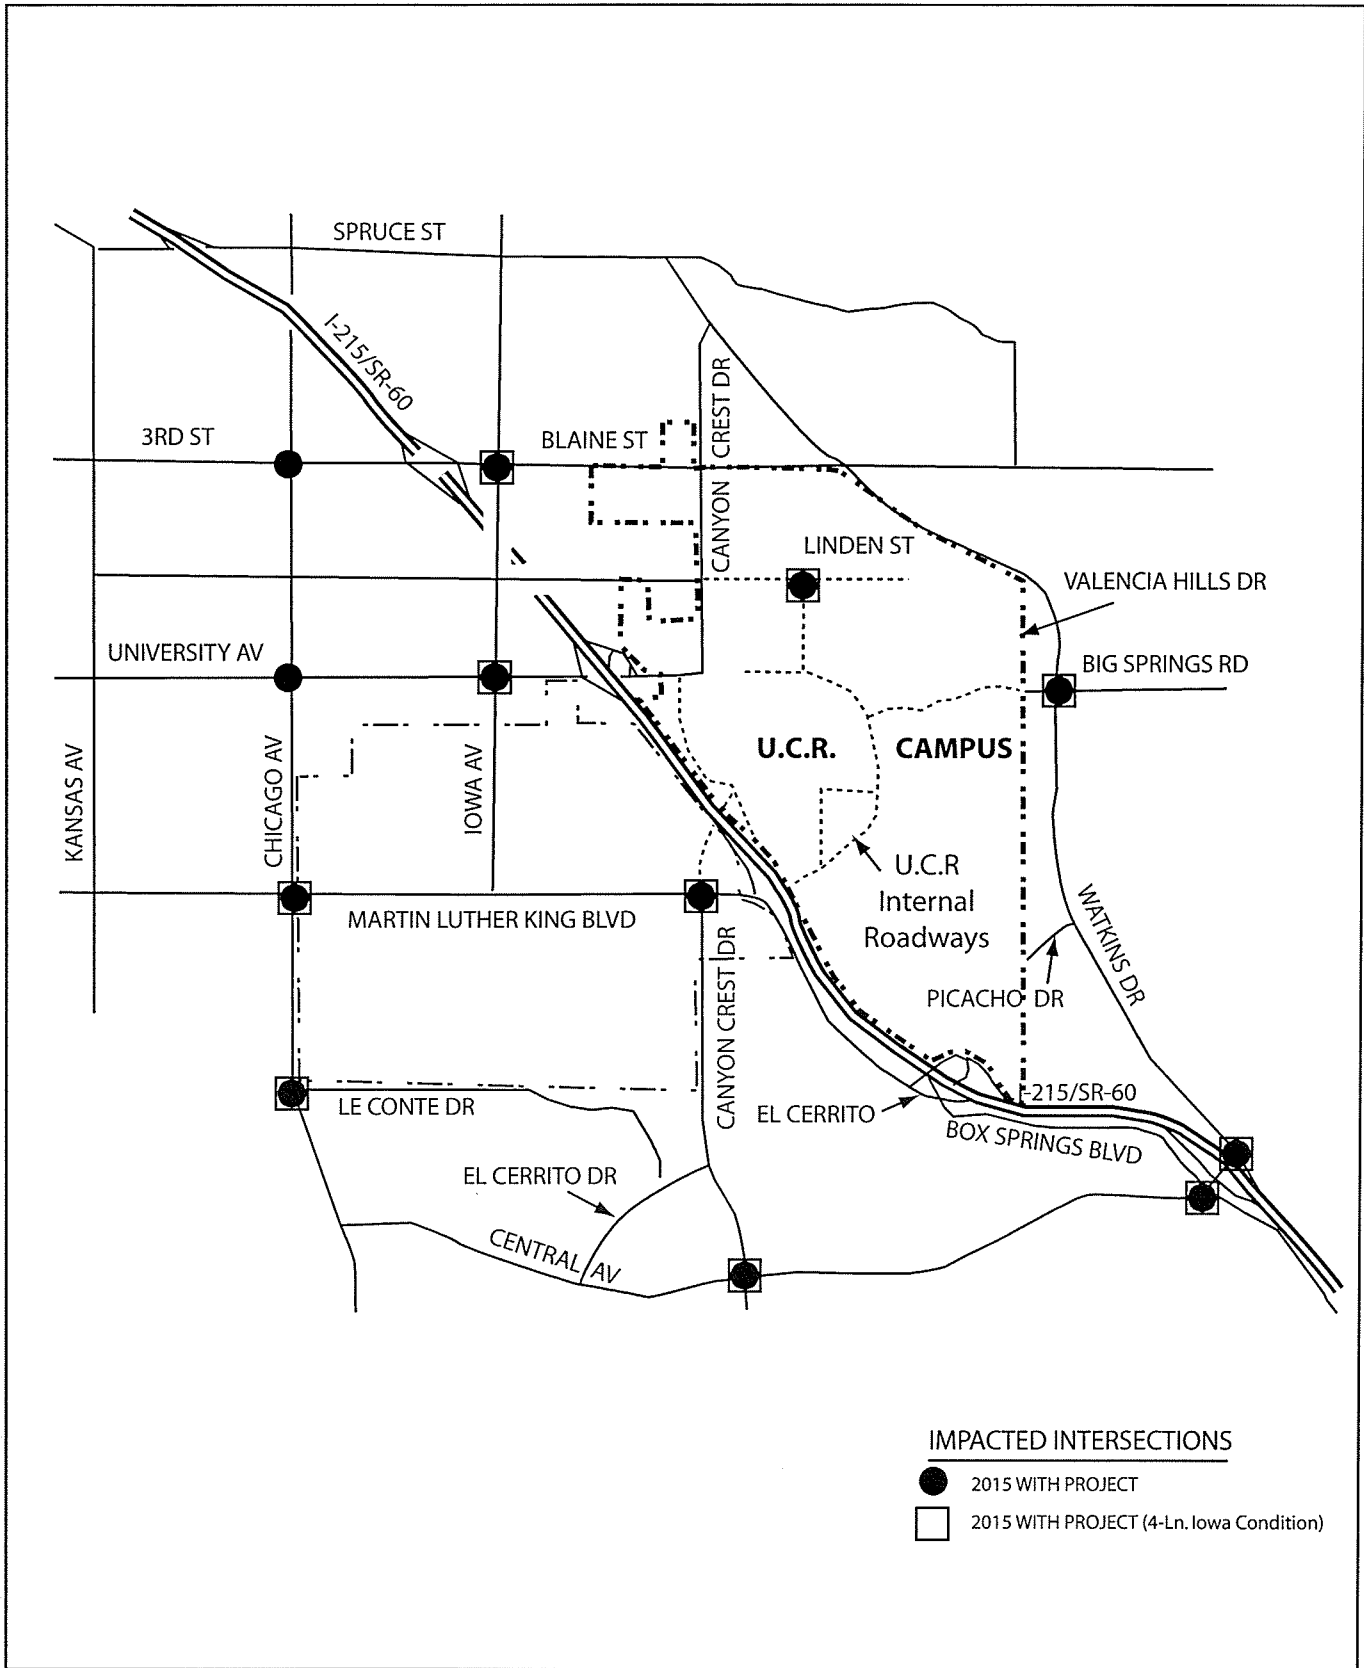 SPRUCE ST
I-215/SR-60
3RD ST
BLAINE ST
CANYON CREST DR
LINDEN ST
VALENCIA HILLS DR
UNIVERSITY AV
BIG SPRINGS RD
KANSAS AV
CHICAGO AV
IOWA AV
U.C.R. CAMPUS
U.C.R
Internal
Roadways
MARTIN LUTHER KING BLVD
WATKINS DR
CANYON CREST DR
PICACHO DR
LE CONTE DR
EL CERRITO
I-215/SR-60
BOX SPRINGS BLVD
EL CERRITO DR
CENTRAL AV
IMPACTED INTERSECTIONS
2015 WITH PROJECT
2015 WITH PROJECT (4-Ln. Iowa Condition)